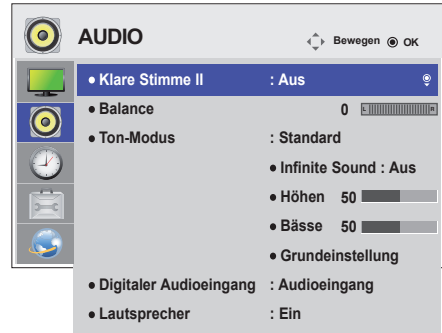 AUDIO
Bewegen OK
• Klare Stimme II : Aus
• Balance 0 L R
• Ton-Modus : Standard
• Infinite Sound : Aus
• Höhen 50
• Bässe 50
• Grundeinstellung
• Digitaler Audioeingang : Audioeingang
• Lautsprecher : Ein